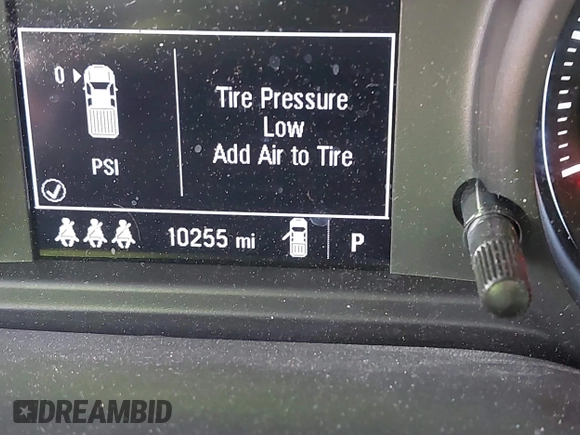 0
Tire Pressure
Low
Add Air to Tire
PSI
10255 mi
P
DREAMBID